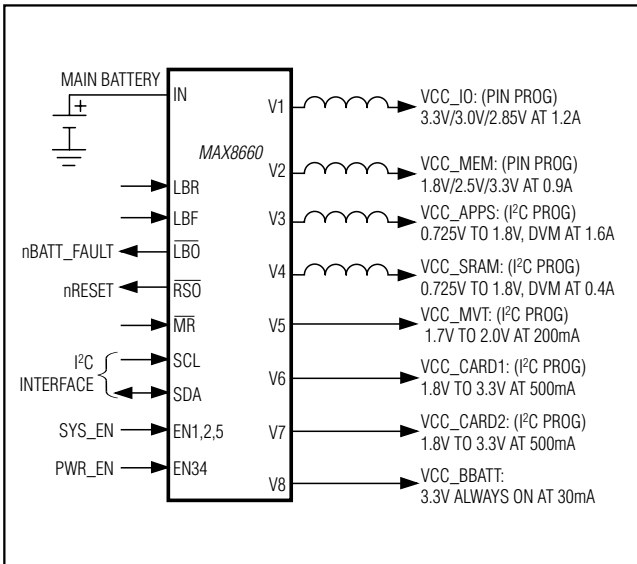 MAIN BATTERY
+
IN
MAX8660
LBR
LBF
nBATT_FAULT
L̅B̅O̅
nRESET
R̅S̅O̅
M̅R̅
I²C
INTERFACE
SCL
SDA
SYS_EN
EN1,2,5
PWR_EN
EN34
V1
VCC_IO: (PIN PROG)
3.3V/3.0V/2.85V AT 1.2A
V2
VCC_MEM: (PIN PROG)
1.8V/2.5V/3.3V AT 0.9A
V3
VCC_APPS: (I²C PROG)
0.725V TO 1.8V, DVM AT 1.6A
V4
VCC_SRAM: (I²C PROG)
0.725V TO 1.8V, DVM AT 0.4A
V5
VCC_MVT: (I²C PROG)
1.7V TO 2.0V AT 200mA
V6
VCC_CARD1: (I²C PROG)
1.8V TO 3.3V AT 500mA
V7
VCC_CARD2: (I²C PROG)
1.8V TO 3.3V AT 500mA
V8
VCC_BBATT:
3.3V ALWAYS ON AT 30mA